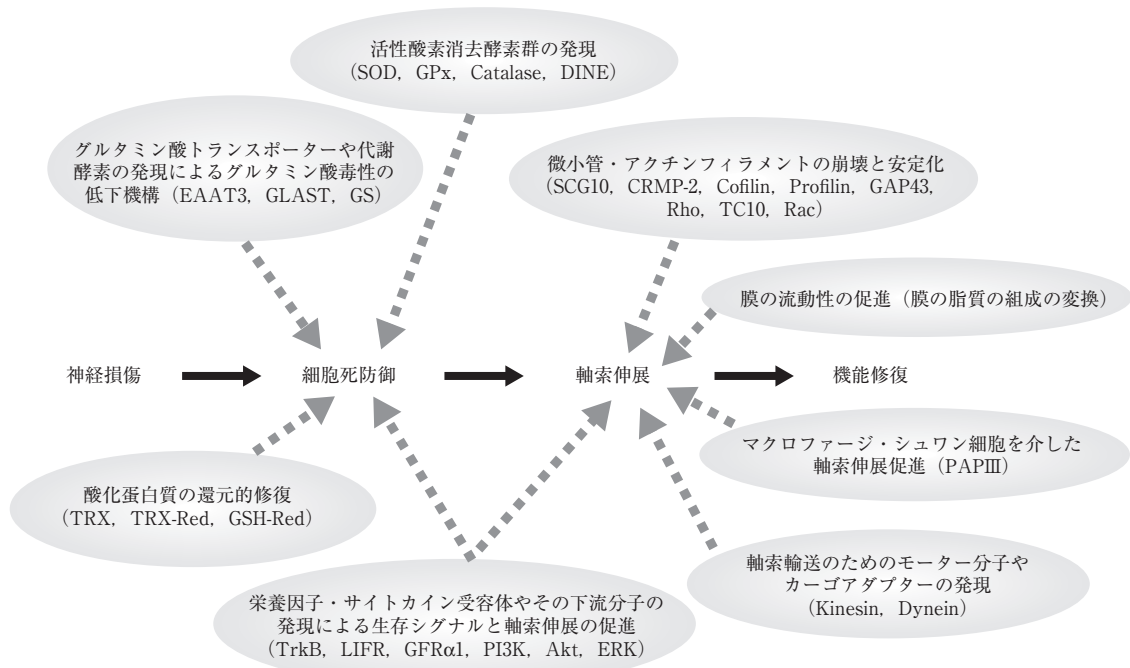 活性酸素消去酵素群の発現
(SOD, GPx, Catalase, DINE)
グルタミン酸トランスポーターや代謝
酵素の発現によるグルタミン酸毒性の
低下機構(EAAT3, GLAST, GS)
微小管・アクチンフィラメントの崩壊と安定化
(SCG10, CRMP-2, Cofilin, Profilin, GAP43,
Rho, TC10, Rac)
膜の流動性の促進(膜の脂質の組成の変換)
神経損傷
細胞死防御
軸索伸展
機能修復
マクロファージ・シュワン細胞を介した
軸索伸展促進(PAPⅢ)
酸化蛋白質の還元的修復
(TRX, TRX-Red, GSH-Red)
軸索輸送のためのモーター分子や
カーゴアダプターの発現
(Kinesin, Dynein)
栄養因子・サイトカイン受容体やその下流分子の
発現による生存シグナルと軸索伸展の促進
(TrkB, LIFR, GFRα1, PI3K, Akt, ERK)